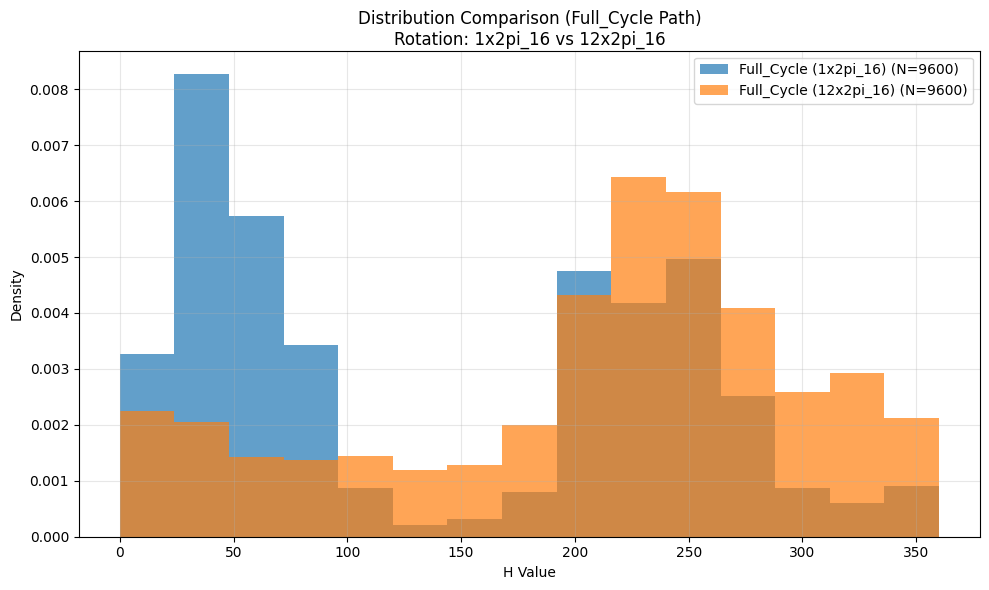 Distribution Comparison (Full_Cycle Path)
Rotation: 1x2pi_16 vs 12x2pi_16
Full_Cycle (1x2pi_16) (N=9600)
Full_Cycle (12x2pi_16) (N=9600)
Density
0.008
0.007
0.006
0.005
0.004
0.003
0.002
0.001
0.000
0 50 100 150 200 250 300 350
H Value